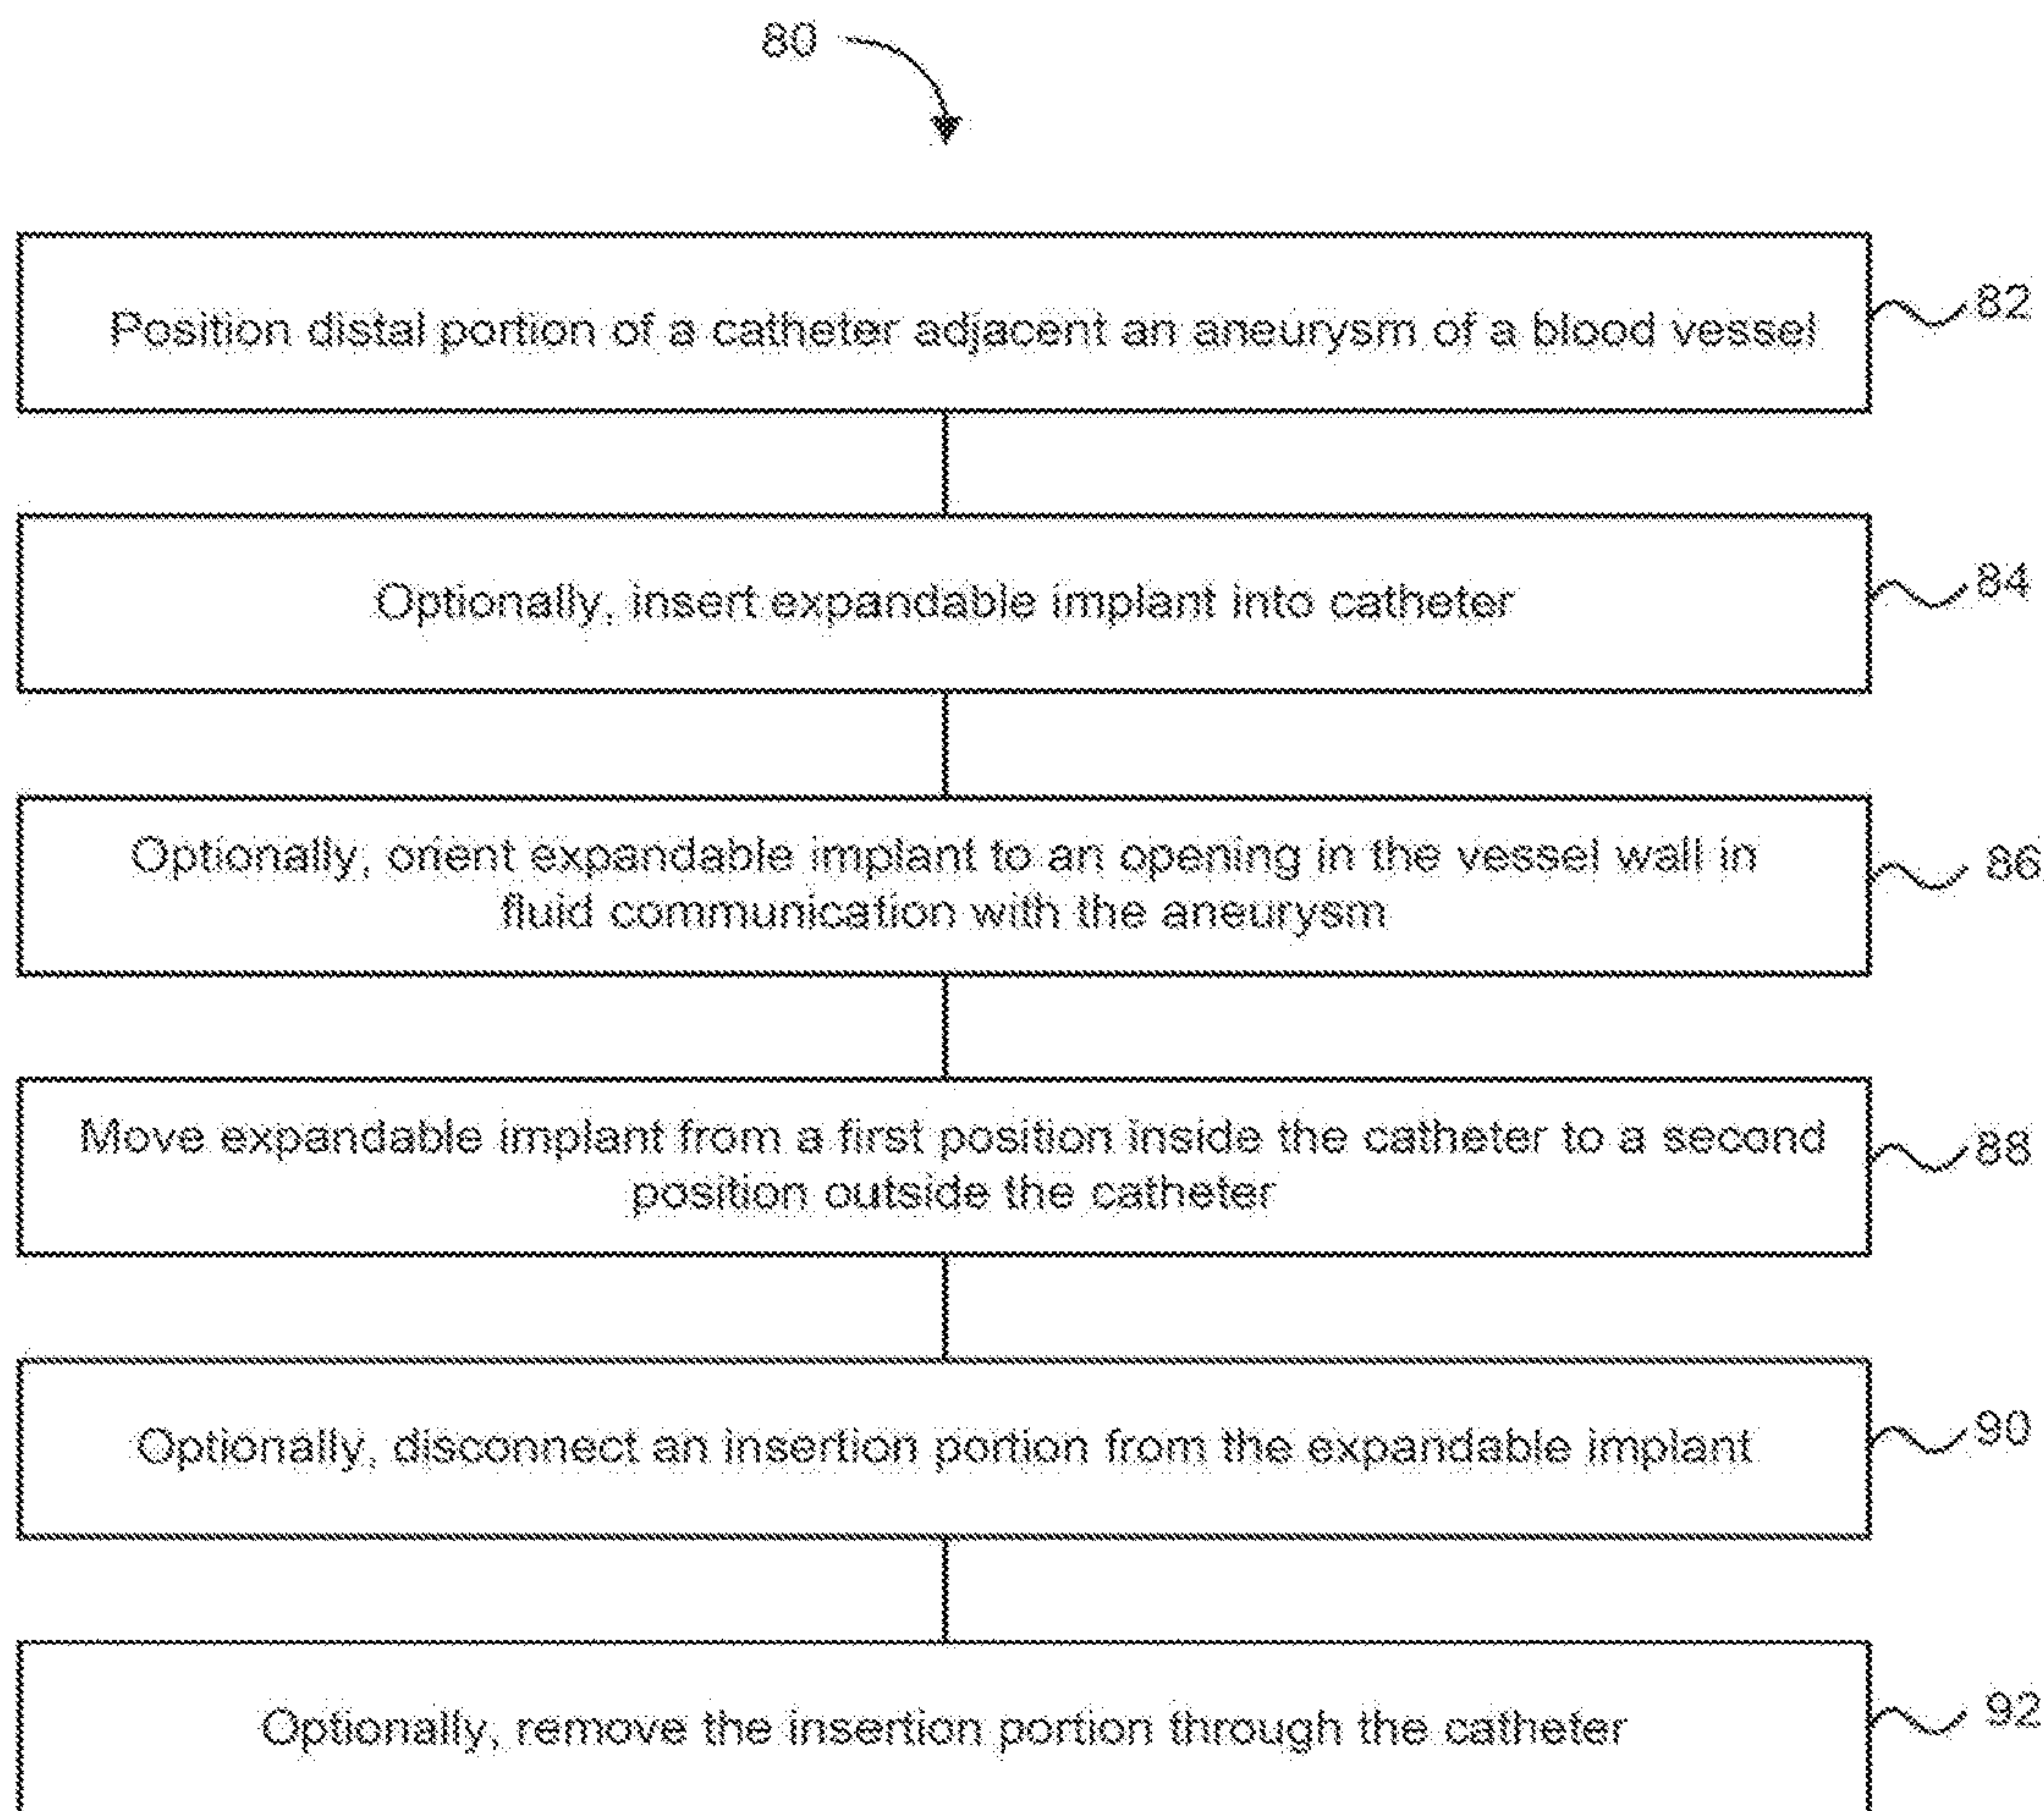 80
Position distal portion of a catheter adjacent an aneurysm of a blood vessel
82
Optionally, insert expandable implant into catheter
84
Optionally, orient expandable implant to an opening in the vessel wall in
fluid communication with the aneurysm
86
Move expandable implant from a first position inside the catheter to a second
position outside the catheter
88
Optionally, disconnect an insertion portion from the expandable implant
90
Optionally, remove the insertion portion through the catheter
92